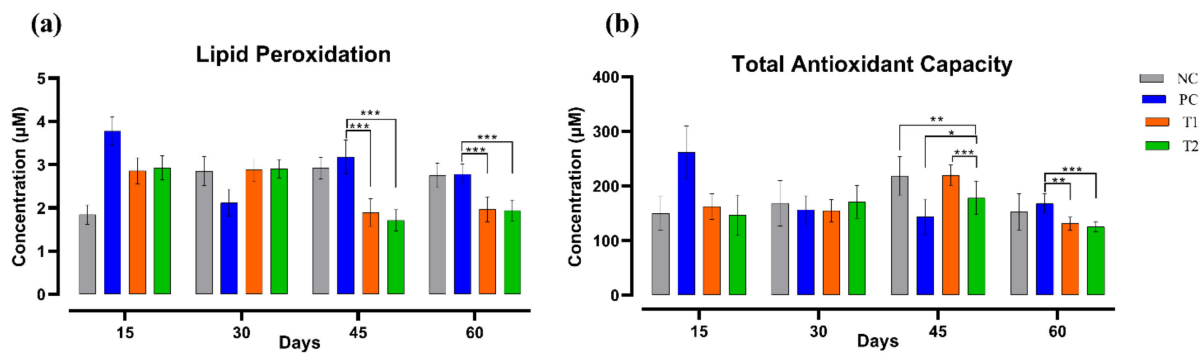 (a)
Lipid Peroxidation
Concentration (µM)
5
4
3
2
1
0
***
***
***
***
15 30 45 60
Days
(b)
Total Antioxidant Capacity
Concentration (µM)
400
300
200
100
0
**
*
***
***
**
15 30 45 60
Days
NC
PC
T1
T2